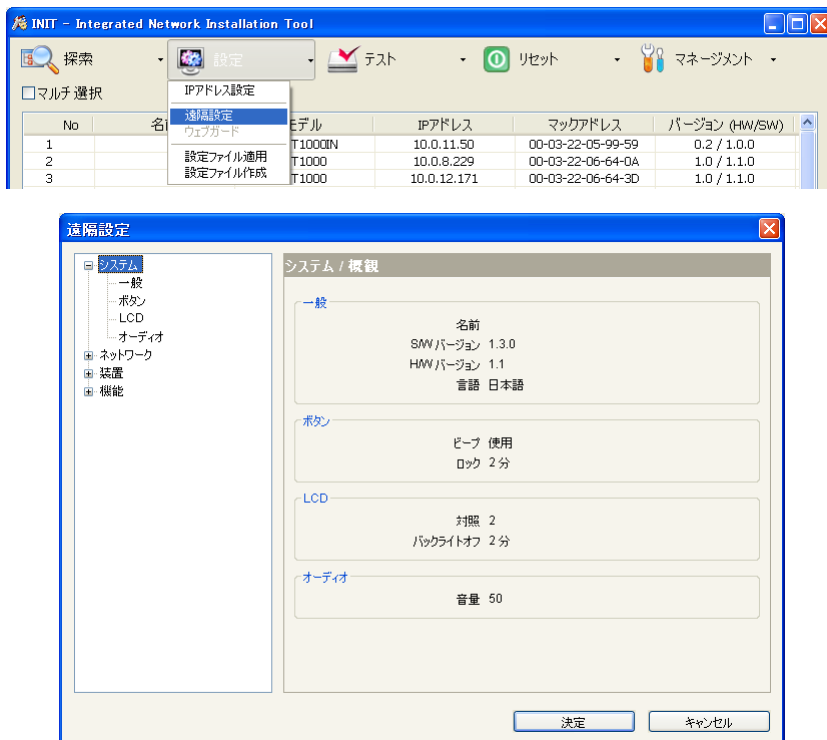 INIT - Integrated Network Installation Tool
探索 設定 テスト リセット マネージメント
マルチ選択
IPアドレス設定
遠隔設定
ウェブガード
設定ファイル適用
設定ファイル作成
No 名前 モデル IPアドレス マックアドレス バージョン (HW/SW)
1 T1000IN 10.0.11.50 00-03-22-05-99-59 0.2 / 1.0.0
2 T1000 10.0.8.229 00-03-22-06-64-0A 1.0 / 1.1.0
3 T1000 10.0.12.171 00-03-22-06-64-3D 1.0 / 1.1.0
遠隔設定
システム
一般
ボタン
LCD
オーディオ
ネットワーク
装置
機能
システム / 概観
一般
名前
S/Wバージョン 1.3.0
H/Wバージョン 1.1
言語 日本語
ボタン
ビープ 使用
ロック 2分
LCD
対照 2
バックライトオフ 2分
オーディオ
音量 50
決定 キャンセル